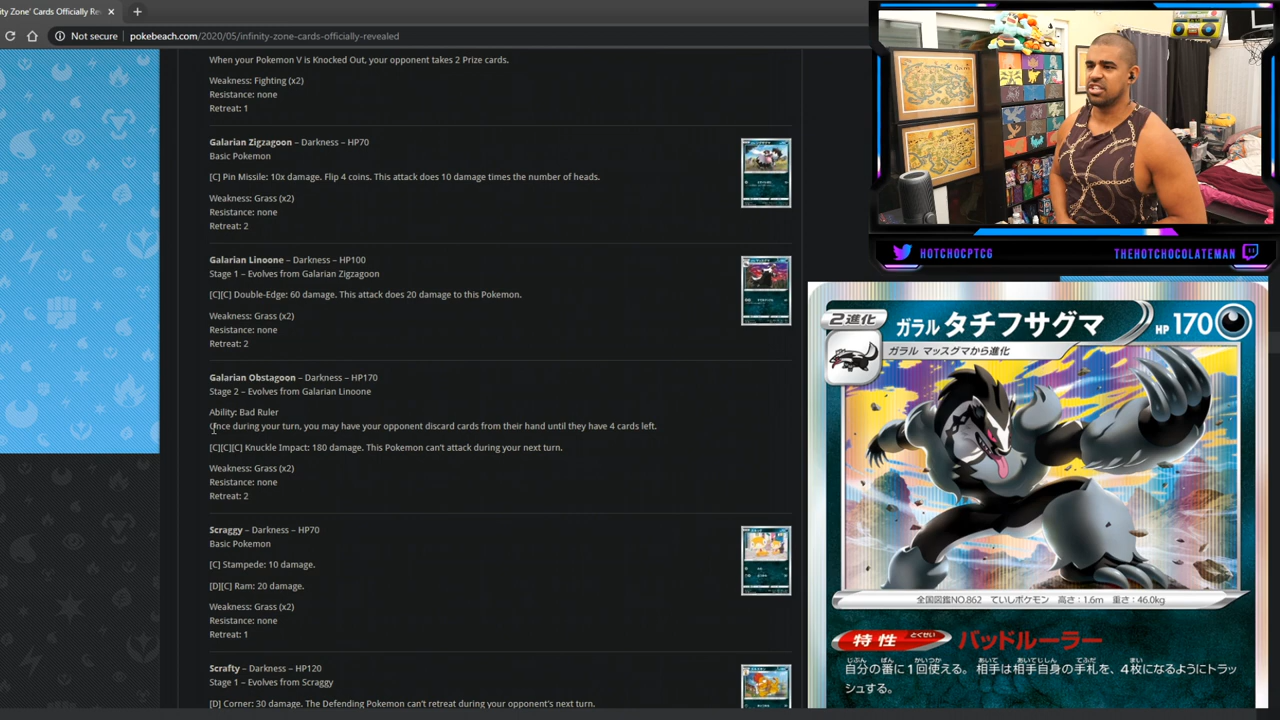 ity Zone' Cards Officially Re
Not secure
pokebeach.com/2020/05/infinity-zone-cards-officially-revealed
When your Pokemon V is Knocked Out, your opponent takes 2 Prize cards.
Weakness: Fighting (x2)
Resistance: none
Retreat: 1
Galarian Zigzagoon – Darkness – HP70
Basic Pokemon
[C] Pin Missile: 10x damage. Flip 4 coins. This attack does 10 damage times the number of heads.
Weakness: Grass (x2)
Resistance: none
Retreat: 2
Galarian Linoone – Darkness – HP100
Stage 1 – Evolves from Galarian Zigzagoon
[C][C] Double-Edge: 60 damage. This attack does 20 damage to this Pokemon.
Weakness: Grass (x2)
Resistance: none
Retreat: 2
Galarian Obstagoon – Darkness – HP170
Stage 2 – Evolves from Galarian Linoone
Ability: Bad Ruler
Once during your turn, you may have your opponent discard cards from their hand until they have 4 cards left.
[C][C][C] Knuckle Impact: 180 damage. This Pokemon can't attack during your next turn.
Weakness: Grass (x2)
Resistance: none
Retreat: 2
Scraggy – Darkness – HP70
Basic Pokemon
[C] Stampede: 10 damage.
[D][C] Ram: 20 damage.
Weakness: Grass (x2)
Resistance: none
Retreat: 1
Scrafty – Darkness – HP120
Stage 1 – Evolves from Scraggy
[D] Corner: 30 damage. The Defending Pokemon can't retreat during your opponent's next turn.
HOTCHOCPTCG
THEHOTCHOCOLATEMAN
2進化
ガラル タチフサグマ
HP 170
ガラル マッスグマから進化
全国図鑑NO.862 ていしポケモン 高さ：1.6m 重さ：46.0kg
特性 とくせい バッドルーラー
自分の番に1回使える。相手は相手自身の手札を、4枚になるようにトラッ
シュする。